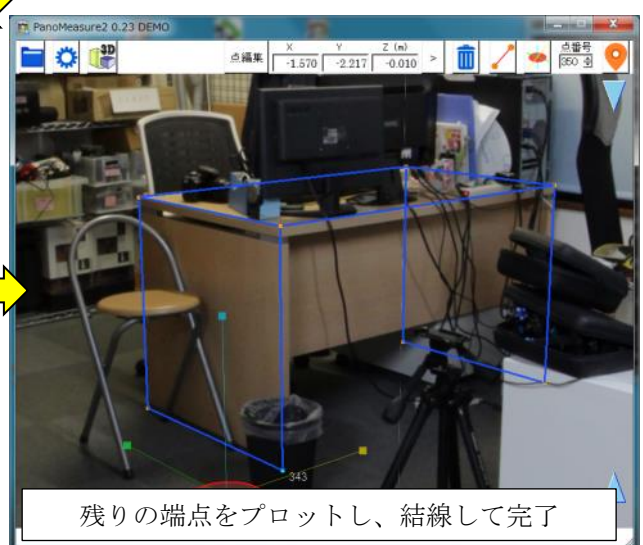 PanoMeasure2 0.23 DEMO
3D
点編集
X Y Z (m)
-1.570 -2.217 -0.010 >
点番号
350
343
残りの端点をプロットし、結線して完了